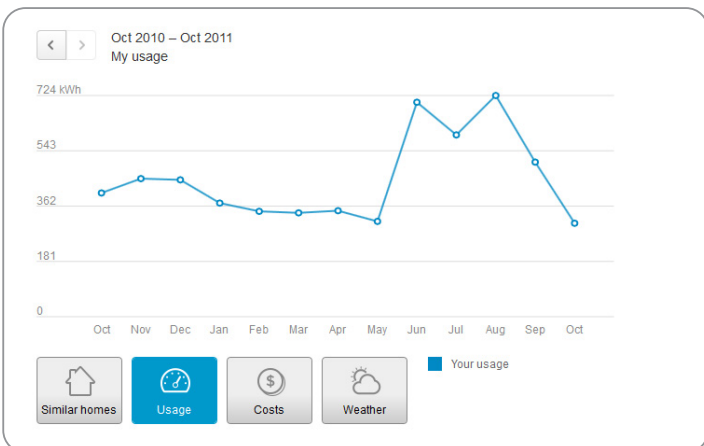 Oct 2010 – Oct 2011
My usage
724 kWh
543
362
181
0
Oct Nov Dec Jan Feb Mar Apr May Jun Jul Aug Sep Oct
Your usage
Similar homes Usage Costs Weather